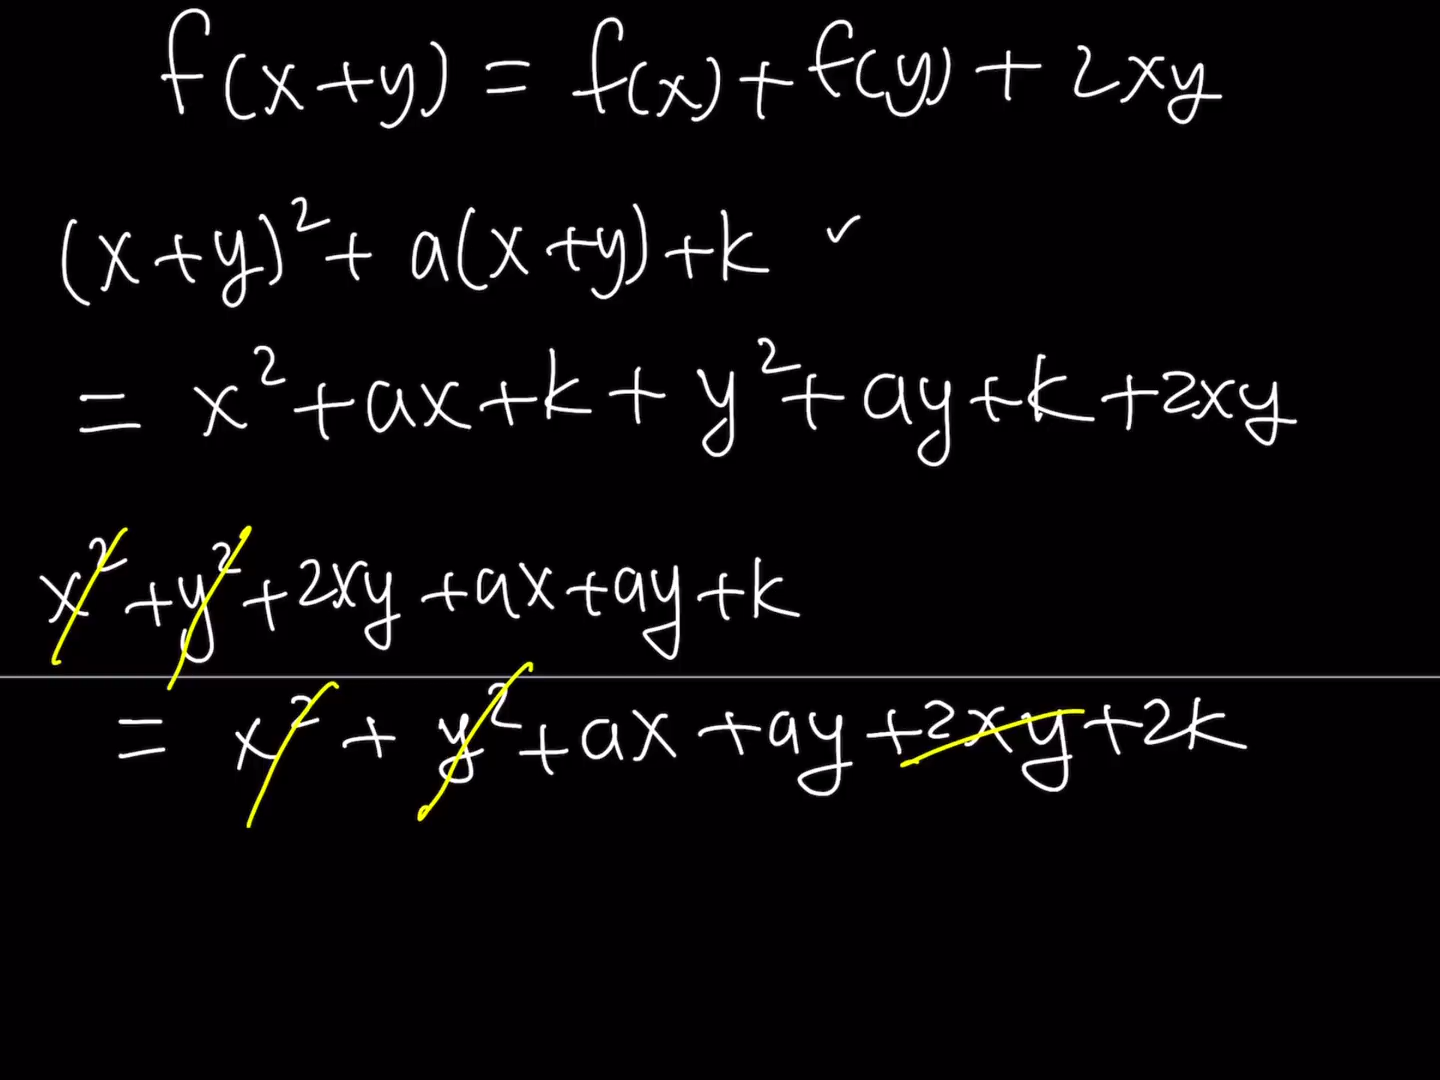 f(x+y) = f(x) + f(y) + 2xy
(x+y)² + a(x+y) + k ✓
= x² + ax + k + y² + ay + k + 2xy
x² + y² + 2xy + ax + ay + k
= x² + y² + ax + ay + 2xy + 2k